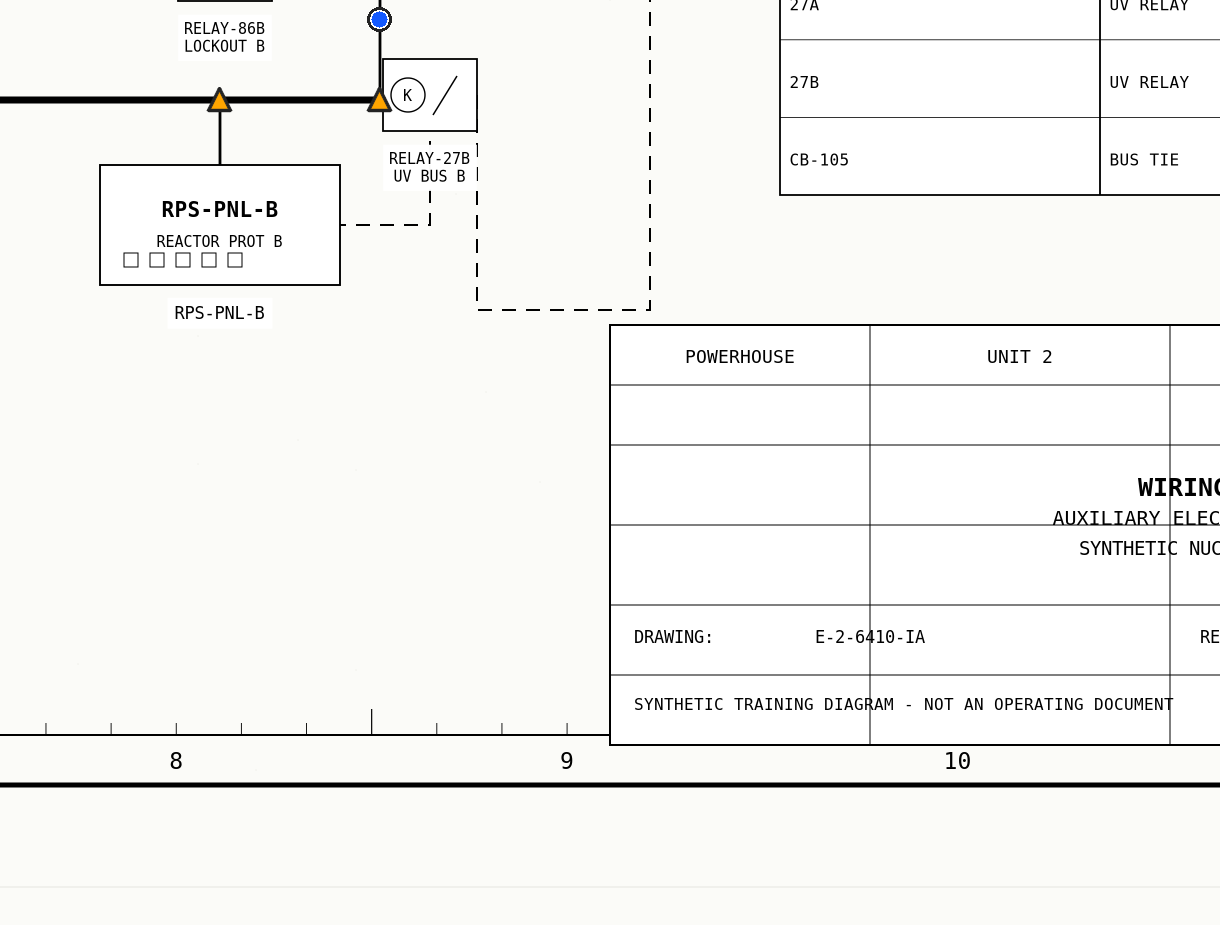 RELAY-86B
LOCKOUT B
27A
UV RELAY
27B
UV RELAY
CB-105
BUS TIE
K
RELAY-27B
UV BUS B
RPS-PNL-B
REACTOR PROT B
RPS-PNL-B
POWERHOUSE
UNIT 2
WIRING
AUXILIARY ELEC
SYNTHETIC NUC
DRAWING:
E-2-6410-IA
RE
SYNTHETIC TRAINING DIAGRAM - NOT AN OPERATING DOCUMENT
8
9
10